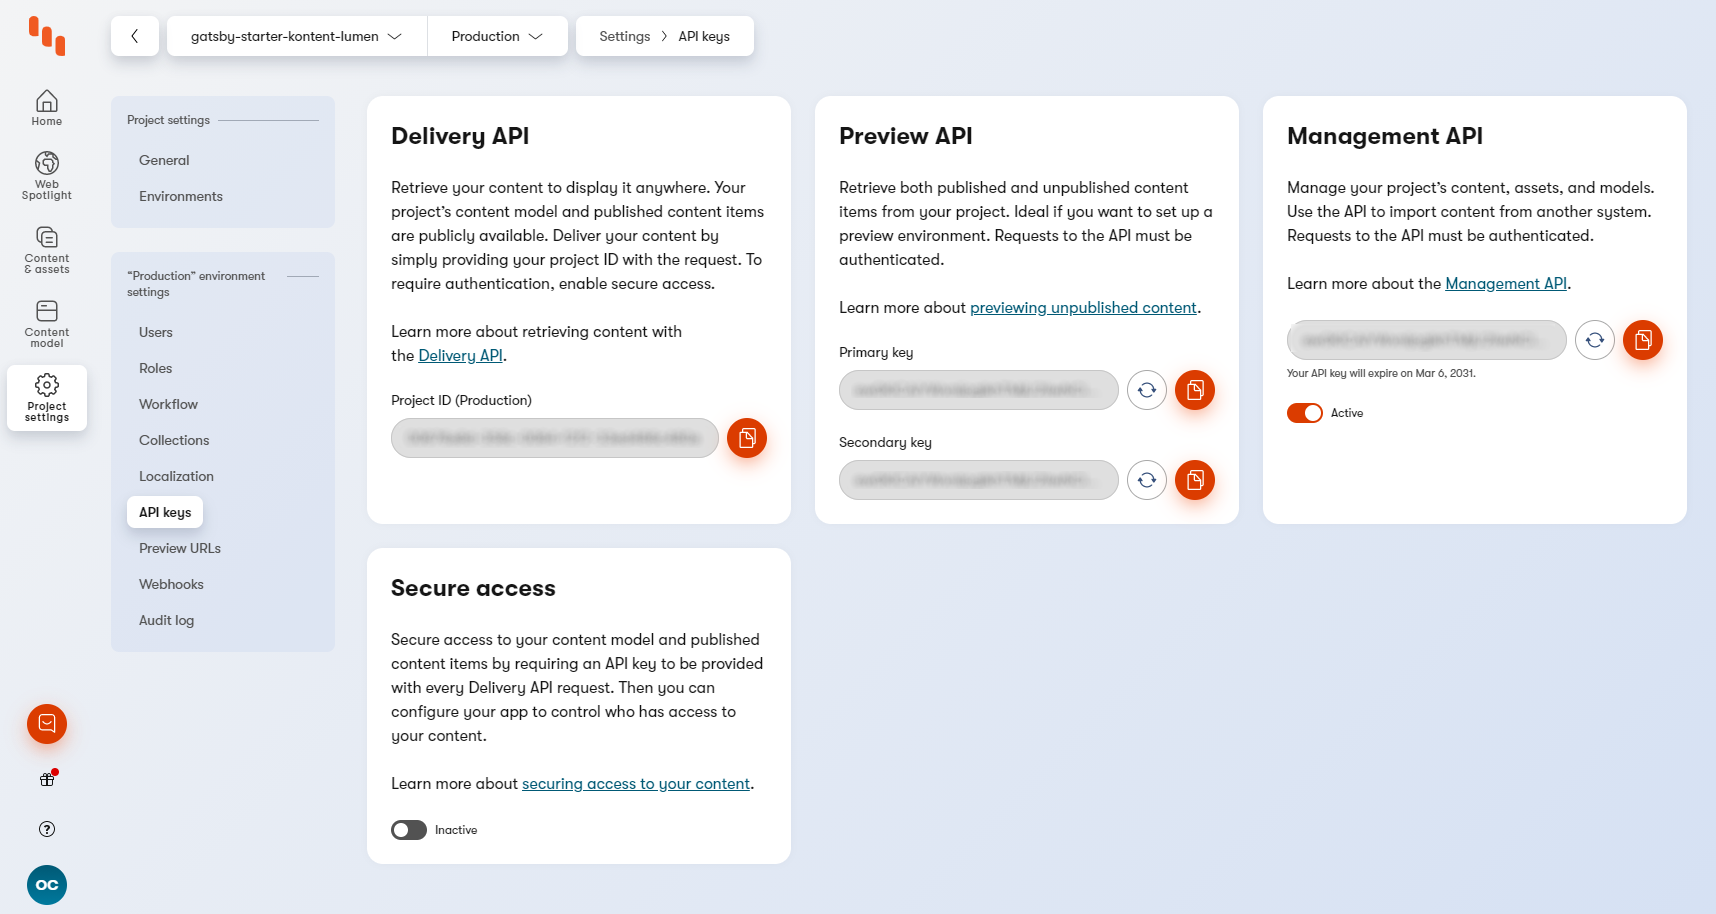 gatsby-starter-kontent-lumen
Production
Settings > API keys
Home
Web
Spotlight
Content
& assets
Content
model
Project
settings
OC
Project settings
General
Environments
“Production” environment
settings
Users
Roles
Workflow
Collections
Localization
API keys
Preview URLs
Webhooks
Audit log
Delivery API
Retrieve your content to display it anywhere. Your
project’s content model and published content items
are publicly available. Deliver your content by
simply providing your project ID with the request. To
require authentication, enable secure access.
Learn more about retrieving content with
the Delivery API.
Project ID (Production)
Preview API
Retrieve both published and unpublished content
items from your project. Ideal if you want to set up a
preview environment. Requests to the API must be
authenticated.
Learn more about previewing unpublished content.
Primary key
Secondary key
Management API
Manage your project’s content, assets, and models.
Use the API to import content from another system.
Requests to the API must be authenticated.
Learn more about the Management API.
Your API key will expire on Mar 6, 2031.
Active
Secure access
Secure access to your content model and published
content items by requiring an API key to be provided
with every Delivery API request. Then you can
configure your app to control who has access to
your content.
Learn more about securing access to your content.
Inactive